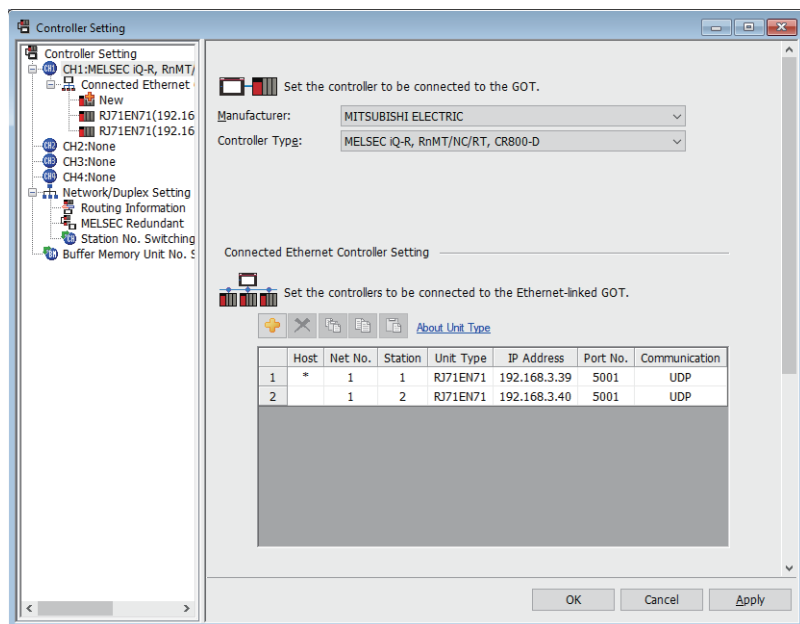 Controller Setting
Controller Setting
CH1:MELSEC iQ-R, RnMT/
Connected Ethernet
New
RJ71EN71(192.16
RJ71EN71(192.16
CH2:None
CH3:None
CH4:None
Network/Duplex Setting
Routing Information
MELSEC Redundant
Station No. Switching
Buffer Memory Unit No. S
Set the controller to be connected to the GOT.
Manufacturer: MITSUBISHI ELECTRIC
Controller Type: MELSEC iQ-R, RnMT/NC/RT, CR800-D
Connected Ethernet Controller Setting
Set the controllers to be connected to the Ethernet-linked GOT.
About Unit Type
Host Net No. Station Unit Type IP Address Port No. Communication
1 * 1 1 RJ71EN71 192.168.3.39 5001 UDP
2 1 2 RJ71EN71 192.168.3.40 5001 UDP
OK Cancel Apply